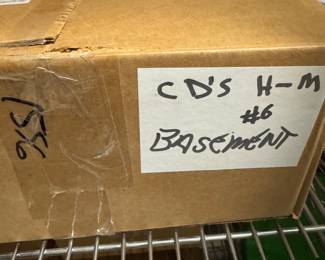 CD'S H-M
#6
BASEMENT